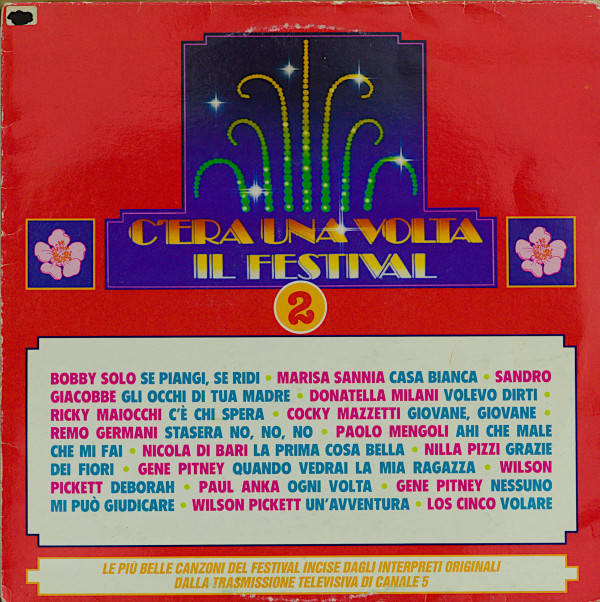 C'ERA UNA VOLTA
IL FESTIVAL
2
BOBBY SOLO SE PIANGI, SE RIDI • MARISA SANNIA CASA BIANCA • SANDRO
GIACOBBE GLI OCCHI DI TUA MADRE • DONATELLA MILANI VOLEVO DIRTI •
RICKY MAIOCCHI C'È CHI SPERA • COCKY MAZZETTI GIOVANE, GIOVANE •
REMO GERMANI STASERA NO, NO, NO • PAOLO MENGOLI AHI CHE MALE
CHE MI FAI • NICOLA DI BARI LA PRIMA COSA BELLA • NILLA PIZZI GRAZIE
DEI FIORI • GENE PITNEY QUANDO VEDRAI LA MIA RAGAZZA • WILSON
PICKETT DEBORAH • PAUL ANKA OGNI VOLTA • GENE PITNEY NESSUNO
MI PUÒ GIUDICARE • WILSON PICKETT UN'AVVENTURA • LOS CINCO VOLARE
LE PIÙ BELLE CANZONI DEL FESTIVAL INCISE DAGLI INTERPRETI ORIGINALI
DALLA TRASMISSIONE TELEVISIVA DI CANALE 5